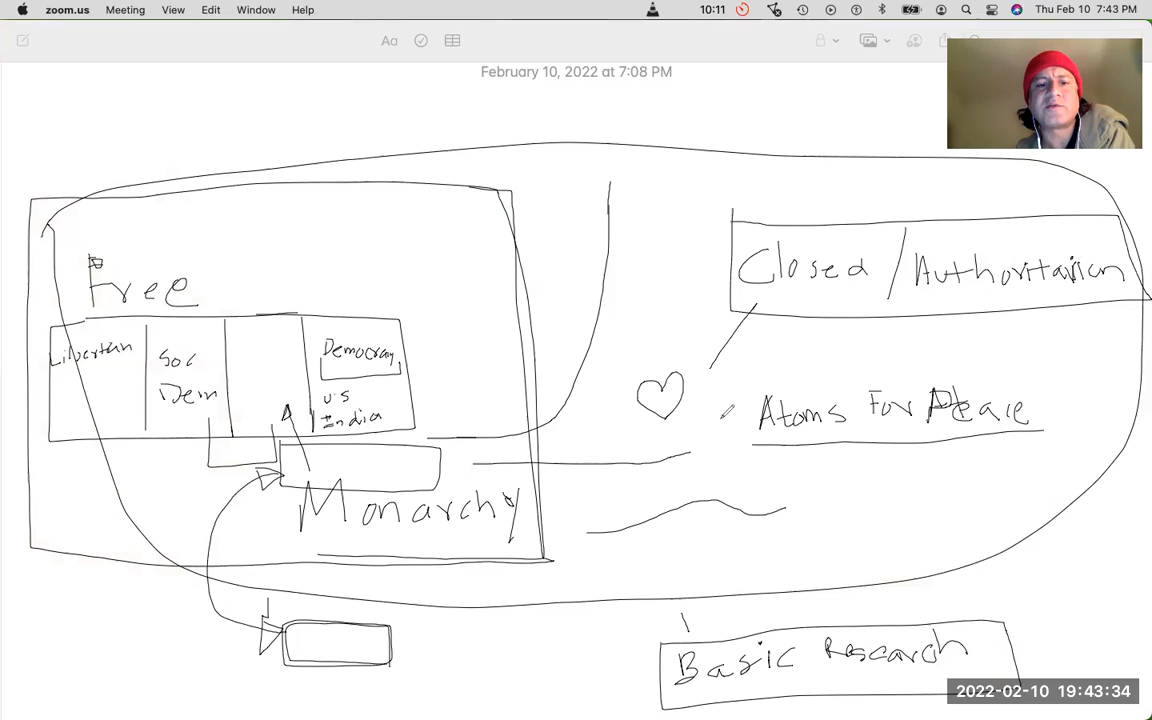 zoom.us Meeting View Edit Window Help 10:11 Thu Feb 10 7:43 PM
Aa
February 10, 2022 at 7:08 PM
Closed / Authoritarian
Free
Libertarian
Soc
Dem
Democracy
U.S
India
Atoms For Peace
Monarchy
Basic Research
2022-02-10 19:43:34